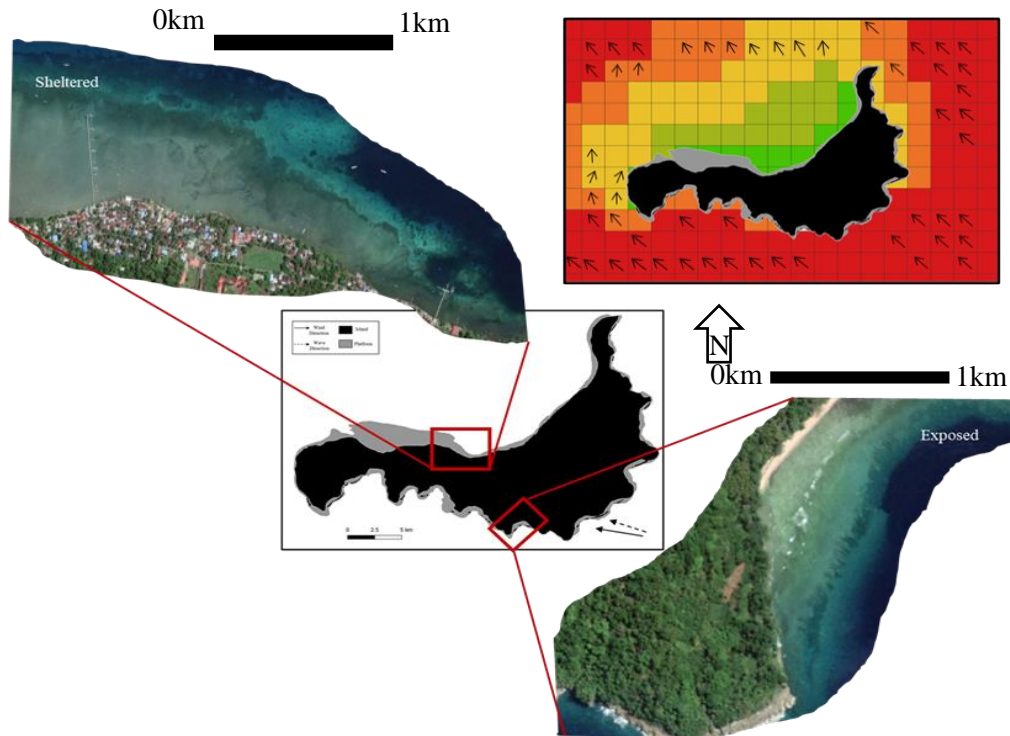 0km 1km
Sheltered
N
0km 1km
Wind
Direction
Island
Wave
Direction
Platform
0 2.5 5 km
Exposed